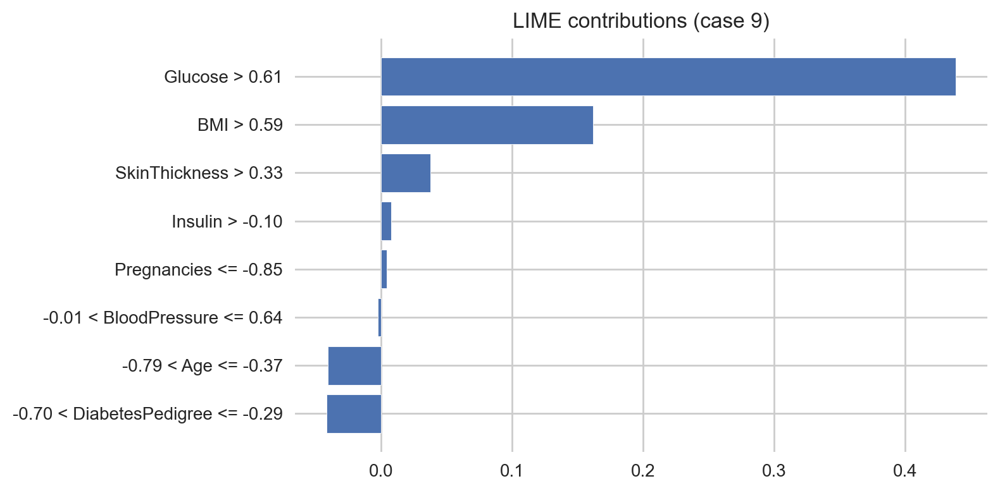 LIME contributions (case 9)
Glucose > 0.61
BMI > 0.59
SkinThickness > 0.33
Insulin > -0.10
Pregnancies <= -0.85
-0.01 < BloodPressure <= 0.64
-0.79 < Age <= -0.37
-0.70 < DiabetesPedigree <= -0.29
0.0 0.1 0.2 0.3 0.4